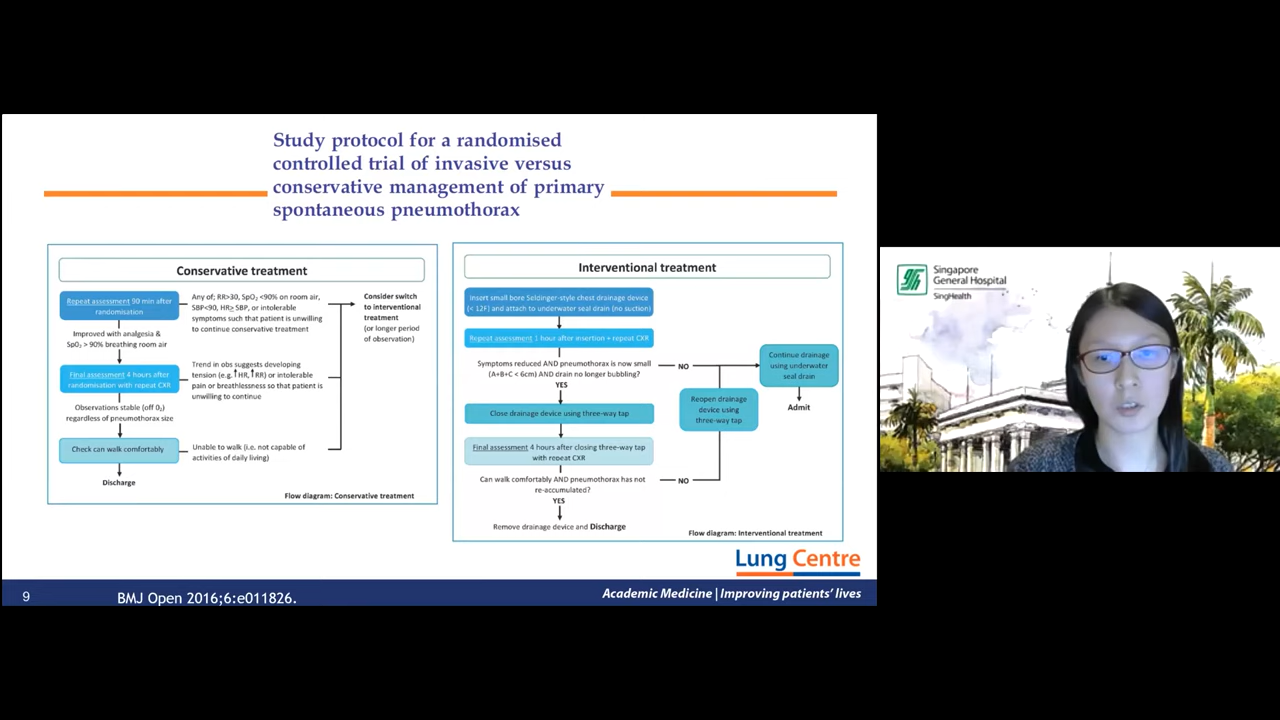 Study protocol for a randomised
controlled trial of invasive versus
conservative management of primary
spontaneous pneumothorax
Conservative treatment
Repeat assessment 90 min after
randomisation
Any of; RR>30, SpO₂ <90% on room air,
SBP<90, HR≥ SBP, or intolerable
symptoms such that patient is unwilling
to continue conservative treatment
Consider switch
to interventional
treatment
(or longer period
of observation)
Improved with analgesia &
SpO₂ > 90% breathing room air
Final assessment 4 hours after
randomisation with repeat CXR
Trend in obs suggests developing
tension (e.g.↑HR,↑RR) or intolerable
pain or breathlessness so that patient is
unwilling to continue
Observations stable (off 0₂)
regardless of pneumothorax size
Check can walk comfortably
Unable to walk (i.e. not capable of
activities of daily living)
Discharge
Flow diagram: Conservative treatment
Interventional treatment
Insert small bore Seldinger-style chest drainage device
(< 12F) and attach to underwater seal drain (no suction)
Repeat assessment 1 hour after insertion + repeat CXR
Symptoms reduced AND pneumothorax is now small
(A+B+C < 6cm) AND drain no longer bubbling?
NO
Continue drainage
using underwater
seal drain
YES
Reopen drainage
device using
three-way tap
Admit
Close drainage device using three-way tap
Final assessment 4 hours after closing three-way tap
with repeat CXR
Can walk comfortably AND pneumothorax has not
re-accumulated?
NO
YES
Remove drainage device and Discharge
Flow diagram: Interventional treatment
Lung Centre
9
BMJ Open 2016;6:e011826.
Academic Medicine | Improving patients' lives
Singapore
General Hospital
SingHealth